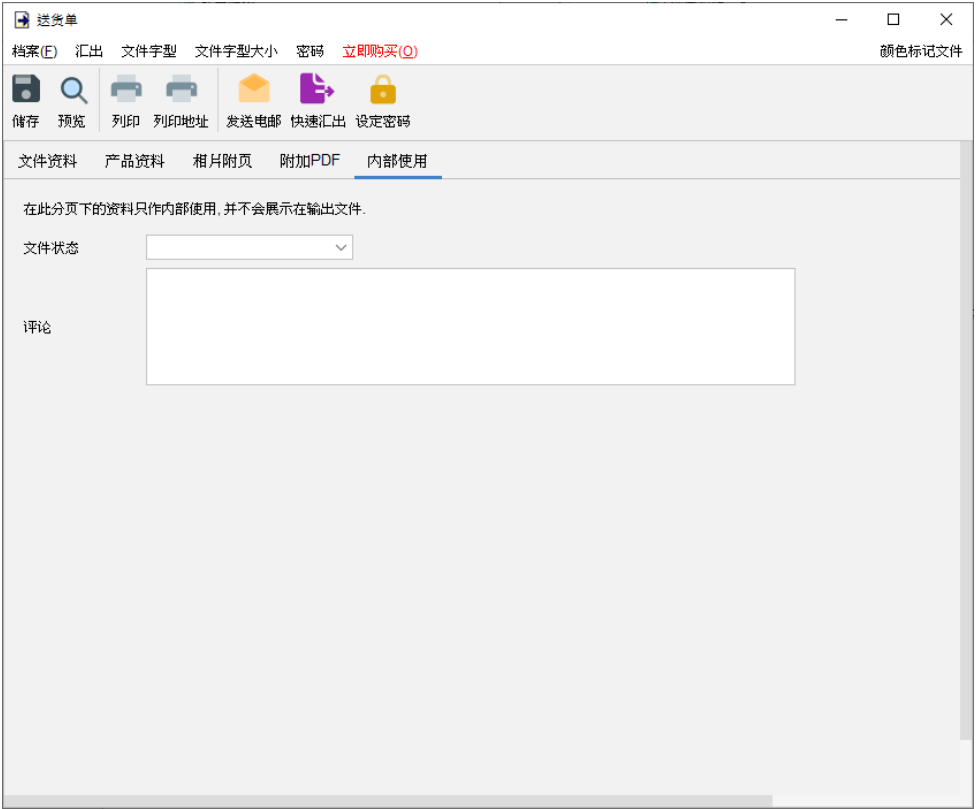 送货单
档案(F) 汇出 文件字型 文件字型大小 密码 立即购买(O) 颜色标记文件
储存 预览 列印 列印地址 发送电邮 快速汇出 设定密码
文件资料 产品资料 相片附页 附加PDF 内部使用
在此分页下的资料只作内部使用, 并不会展示在输出文件.
文件状态
评论